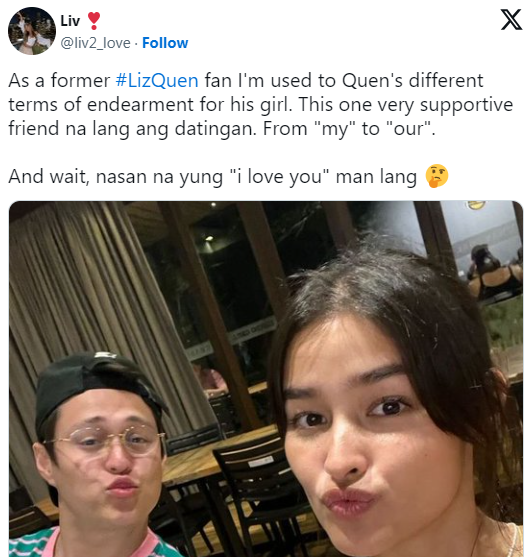 Liv❣️
@liv2_love · Follow
As a former #LizQuen fan I'm used to Quen's different
terms of endearment for his girl. This one very supportive
friend na lang ang datingan. From "my" to "our".
And wait, nasan na yung "i love you" man lang 🤔